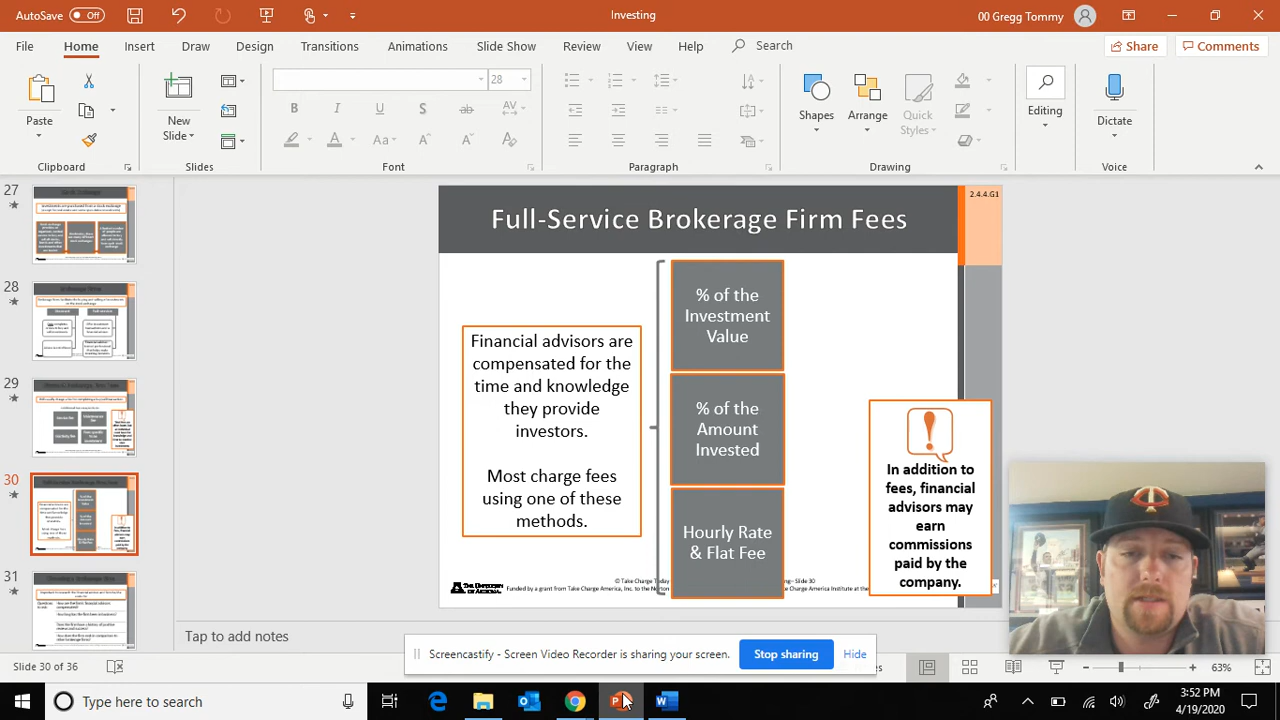 AutoSave Off
Investing
00 Gregg Tommy
File Home Insert Draw Design Transitions Animations Slide Show Review View Help Search
Share Comments
28
Paste
New
Slide
Shapes Arrange Quick
Styles
Editing
Dictate
Clipboard Slides Font Paragraph Drawing Voice
27
28
29
30
31
Full-Service Brokerage Firm Fees
2.4.4.G1
Financial advisors are
compensated for the
time and knowledge
they provide
investors.
Most charge fees
using one of these
methods.
% of the
Investment
Value
% of the
Amount
Invested
Hourly Rate
& Flat Fee
In addition to
fees, financial
advisors may
earn
commissions
paid by the
company.
© Take Charge Today
– Slide 30
Tap to add notes
Screencastify - Screen Video Recorder is sharing your screen. Stop sharing Hide
Slide 30 of 36
63%
Type here to search
3:52 PM
4/19/2020